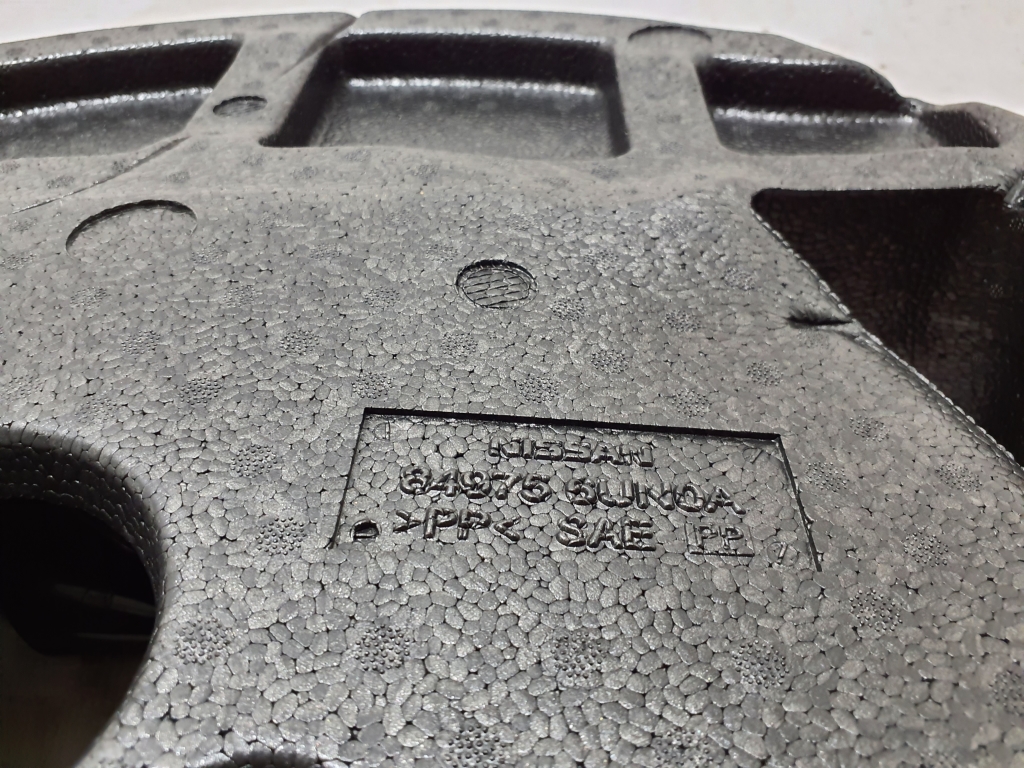 NISSAN
84975 6UN0A
>PP< SAE PP